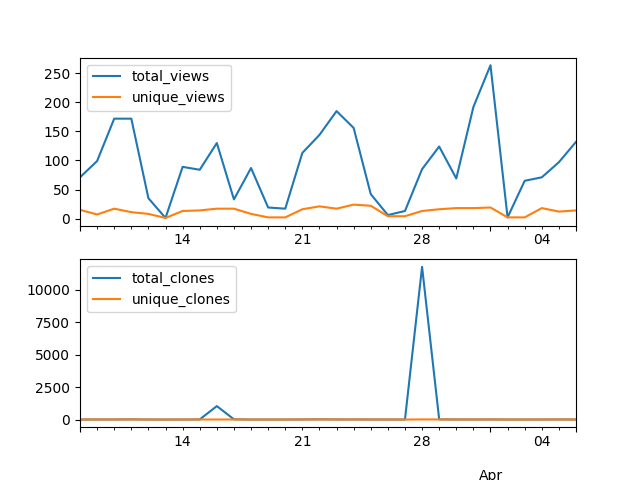 total_views
unique_views
250
200
150
100
50
0
14 21 28 04
total_clones
unique_clones
10000
7500
5000
2500
0
14 21 28 04
Apr